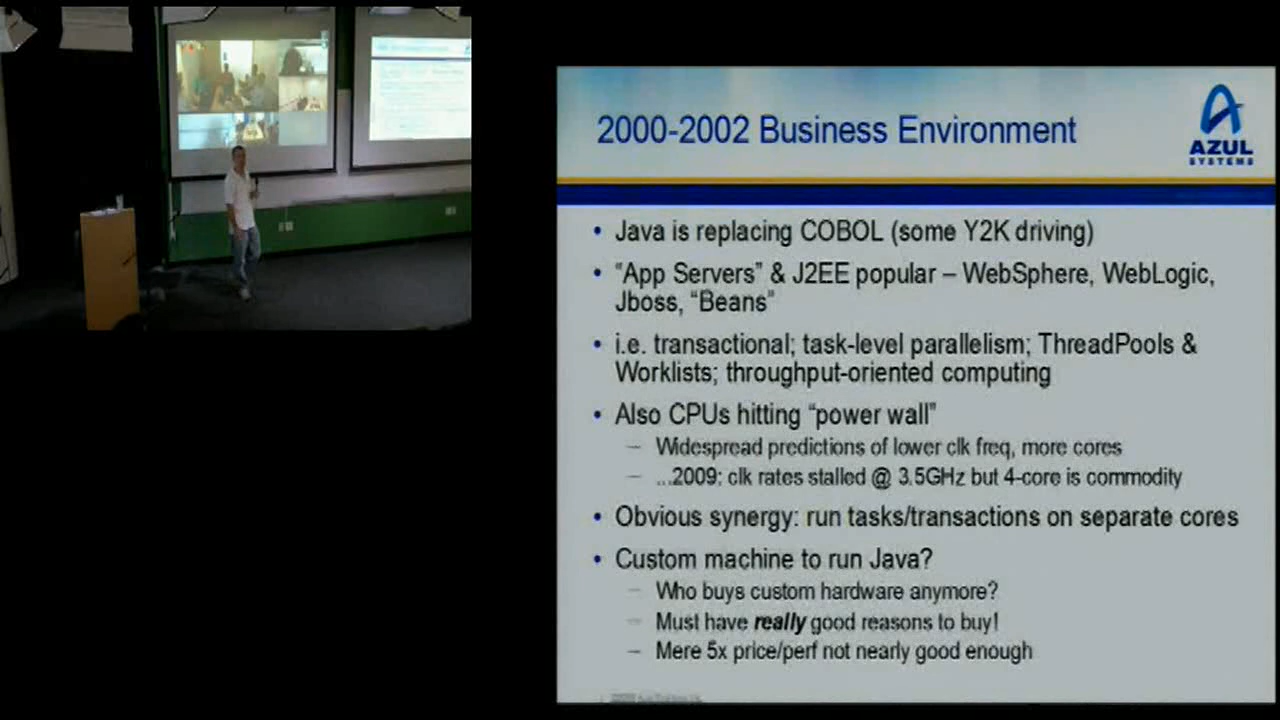 2000-2002 Business Environment
AZUL
SYSTEMS
• Java is replacing COBOL (some Y2K driving)
• “App Servers” & J2EE popular – WebSphere, WebLogic,
Jboss, “Beans”
• i.e. transactional; task-level parallelism; ThreadPools &
Worklists; throughput-oriented computing
• Also CPUs hitting “power wall”
– Widespread predictions of lower clk freq, more cores
– ...2009: clk rates stalled @ 3.5GHz but 4-core is commodity
• Obvious synergy: run tasks/transactions on separate cores
• Custom machine to run Java?
– Who buys custom hardware anymore?
– Must have really good reasons to buy!
– Mere 5x price/perf not nearly good enough